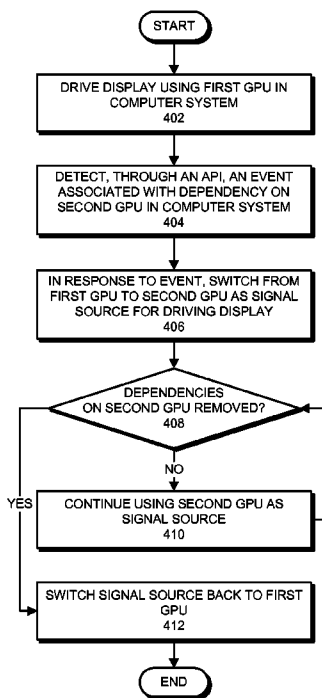 START
DRIVE DISPLAY USING FIRST GPU IN
COMPUTER SYSTEM
402
DETECT, THROUGH AN API, AN EVENT
ASSOCIATED WITH DEPENDENCY ON
SECOND GPU IN COMPUTER SYSTEM
404
IN RESPONSE TO EVENT, SWITCH FROM
FIRST GPU TO SECOND GPU AS SIGNAL
SOURCE FOR DRIVING DISPLAY
406
DEPENDENCIES
ON SECOND GPU REMOVED?
408
NO
YES
CONTINUE USING SECOND GPU AS
SIGNAL SOURCE
410
SWITCH SIGNAL SOURCE BACK TO FIRST
GPU
412
END